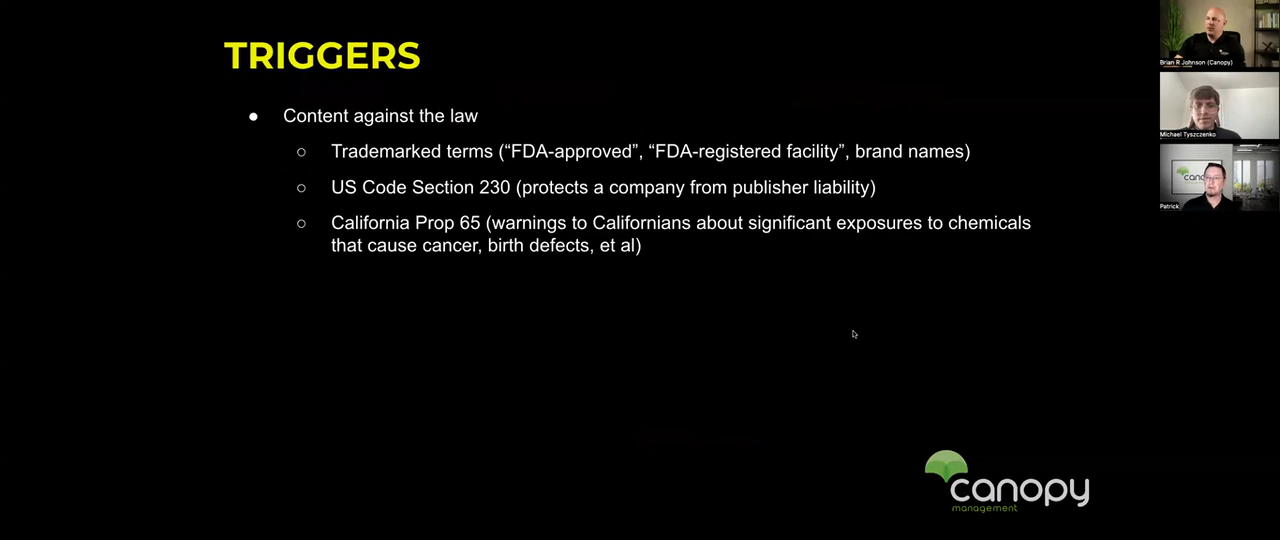 TRIGGERS
● Content against the law
○ Trademarked terms (“FDA-approved”, “FDA-registered facility”, brand names)
○ US Code Section 230 (protects a company from publisher liability)
○ California Prop 65 (warnings to Californians about significant exposures to chemicals
that cause cancer, birth defects, et al)
Brian R Johnson (Canopy)
Michael Tyszczenko
Patrick
canopy
management